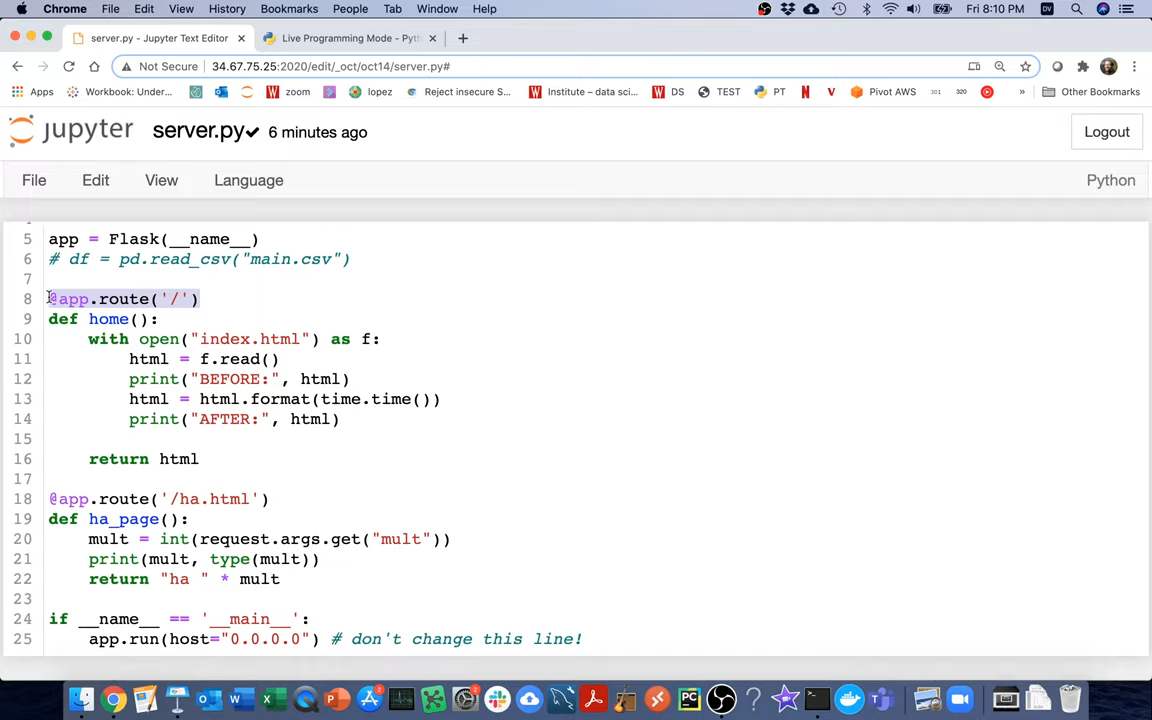 Chrome File Edit View History Bookmarks People Tab Window Help Fri 8:10 PM
server.py - Jupyter Text Editor Live Programming Mode - Pyth
Not Secure 34.67.75.25:2020/edit/_oct/oct14/server.py#
Apps Workbook: Under... zoom lopez Reject insecure S... Institute – data sci... DS TEST PT Pivot AWS Other Bookmarks
jupyter server.py 6 minutes ago Logout
File Edit View Language Python
5 app = Flask(__name__)
6 # df = pd.read_csv("main.csv")
7
8 @app.route('/')
9 def home():
10 with open("index.html") as f:
11 html = f.read()
12 print("BEFORE:", html)
13 html = html.format(time.time())
14 print("AFTER:", html)
15
16 return html
17
18 @app.route('/ha.html')
19 def ha_page():
20 mult = int(request.args.get("mult"))
21 print(mult, type(mult))
22 return "ha " * mult
23
24 if __name__ == '__main__':
25 app.run(host="0.0.0.0") # don't change this line!